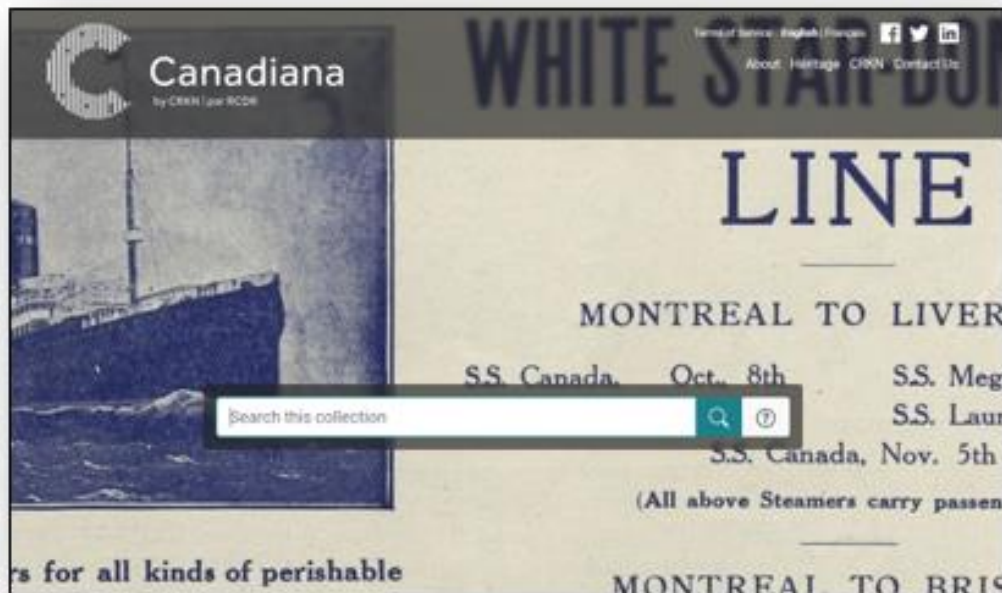 Terms of Service English | Français
About Héritage CRKN Contact Us
Canadiana
by CRKN | par RCDR
WHITE STAR-DOM
LINE
MONTREAL TO LIVER
S.S. Canada, Oct., 8th S.S. Meg
Search this collection
S.S. Laur
S.S. Canada, Nov. 5th
(All above Steamers carry passen
rs for all kinds of perishable
MONTREAL TO BRIS